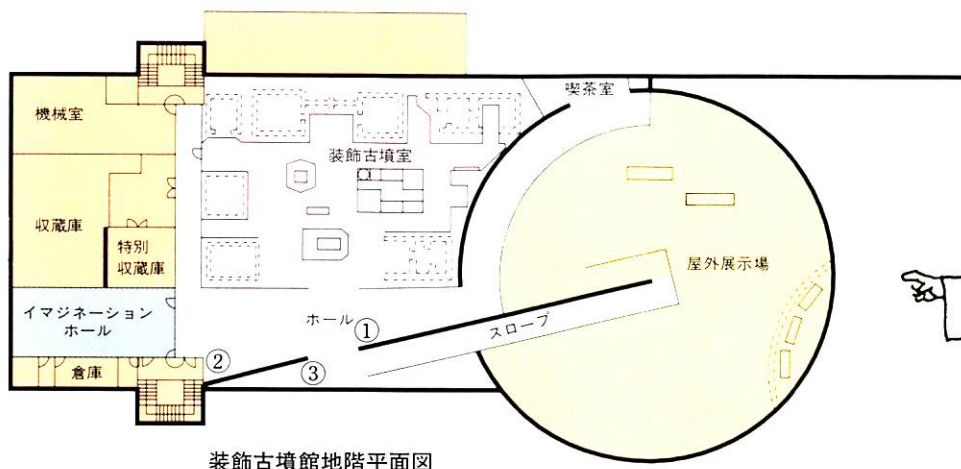 喫茶室
機械室
装飾古墳室
収蔵庫
特別
収蔵庫
屋外展示場
イマジネーション
ホール
ホール
①
スロープ
②
③
倉庫
装飾古墳館地階平面図